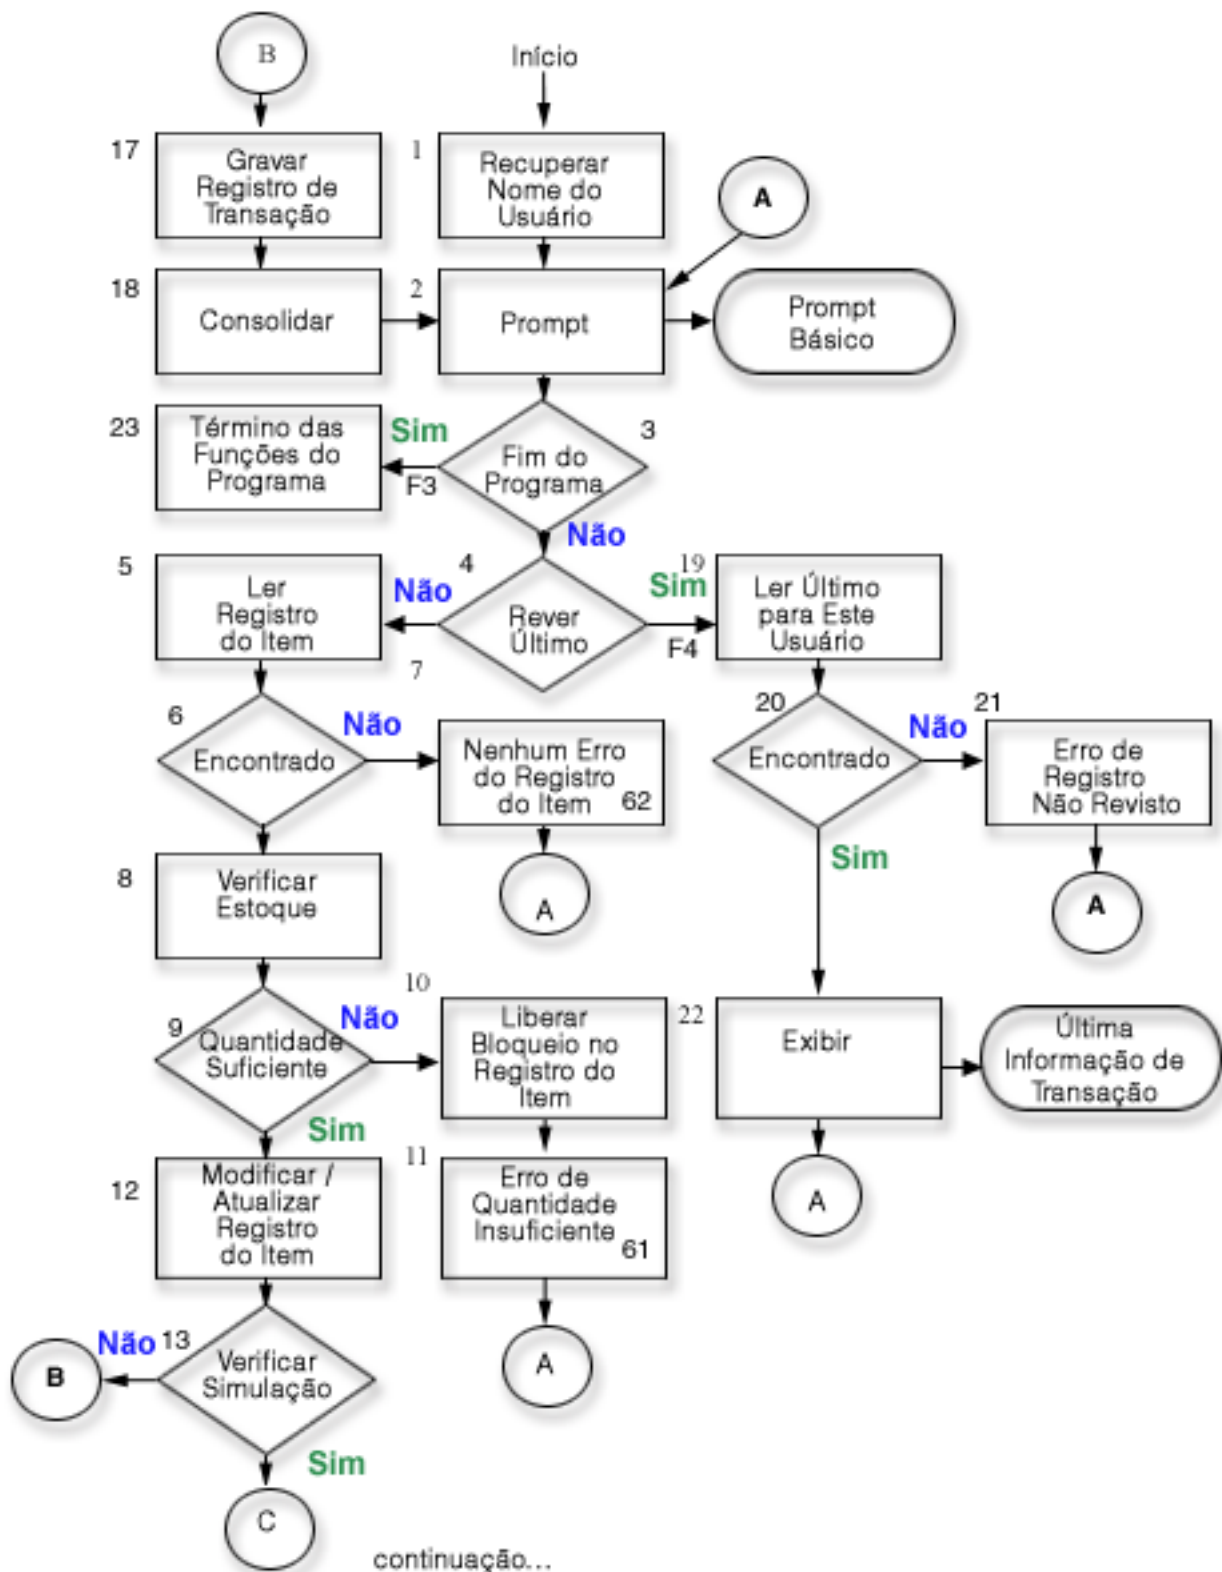 B
Início
17
Gravar
Registro de
Transação
1
Recuperar
Nome do
Usuário
A
18
Consolidar
2
Prompt
Prompt
Básico
23
Término das
Funções do
Programa
Sim
F3
3
Fim do
Programa
Não
5
Ler
Registro
do Item
Não
4
Rever
Último
7
Sim
F4
19
Ler Último
para Este
Usuário
6
Encontrado
Não
Nenhum Erro
do Registro
do Item
62
20
Encontrado
Não
21
Erro de
Registro
Não Revisto
Sim
8
Verificar
Estoque
A
A
9
Quantidade
Suficiente
Não
10
Liberar
Bloqueio no
Registro do
Item
22
Exibir
Última
Informação de
Transação
Sim
12
Modificar /
Atualizar
Registro
do Item
11
Erro de
Quantidade
Insuficiente
61
A
B
Não
13
Verificar
Simulação
A
Sim
C
continuação...